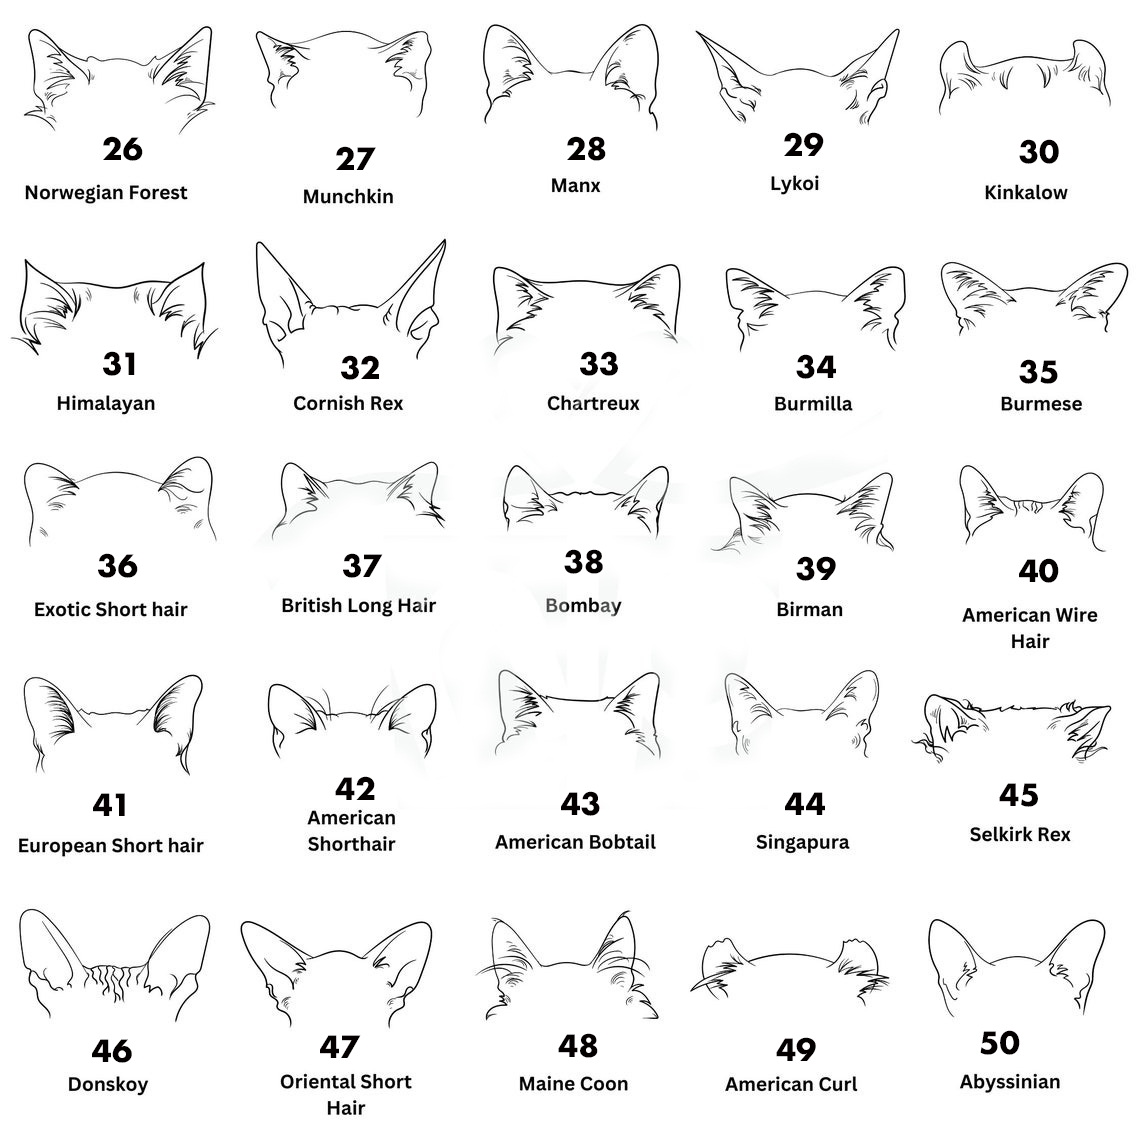 26 27 28 29 30
Norwegian Forest Munchkin Manx Lykoi Kinkalow
31 32 33 34 35
Himalayan Cornish Rex Chartreux Burmilla Burmese
36 37 38 39 40
Exotic Short hair British Long Hair Bombay Birman American Wire
Hair
41 42 43 44 45
European Short hair American American Bobtail Singapura Selkirk Rex
Shorthair
46 47 48 49 50
Donskoy Oriental Short Maine Coon American Curl Abyssinian
Hair